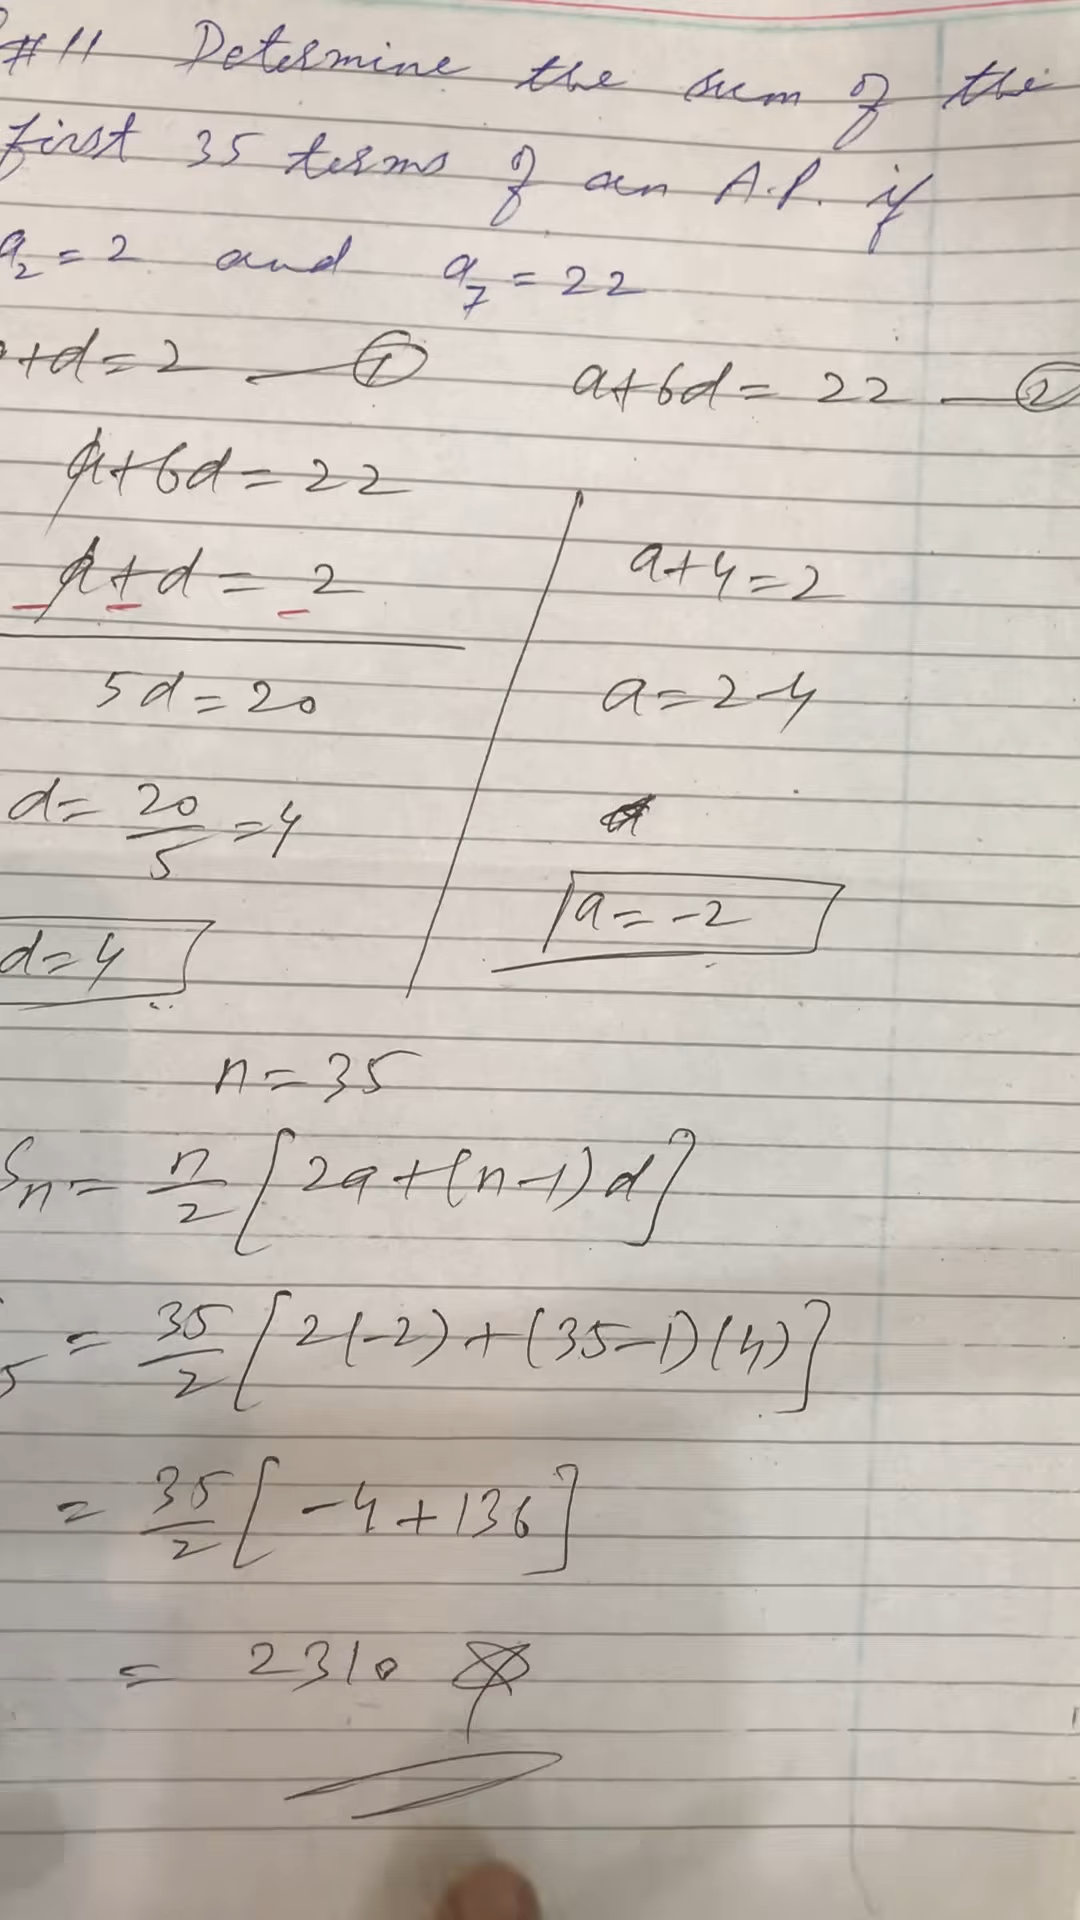 #11 Determine the sum of the
first 35 terms of an A.P. if
a₂ = 2 and a₇ = 22
+d = 2 — ① a+6d = 22 — ②
a+6d = 22
a+d = 2
- - -
5d = 20
d = 20/5 = 4
d = 4
a+4 = 2
a = 2-4
a = -2
n = 35
Sn = n/2 [2a+(n-1)d]
5 = 35/2 [2(-2)+(35-1)(4)]
= 35/2 [-4+136]
= 2310